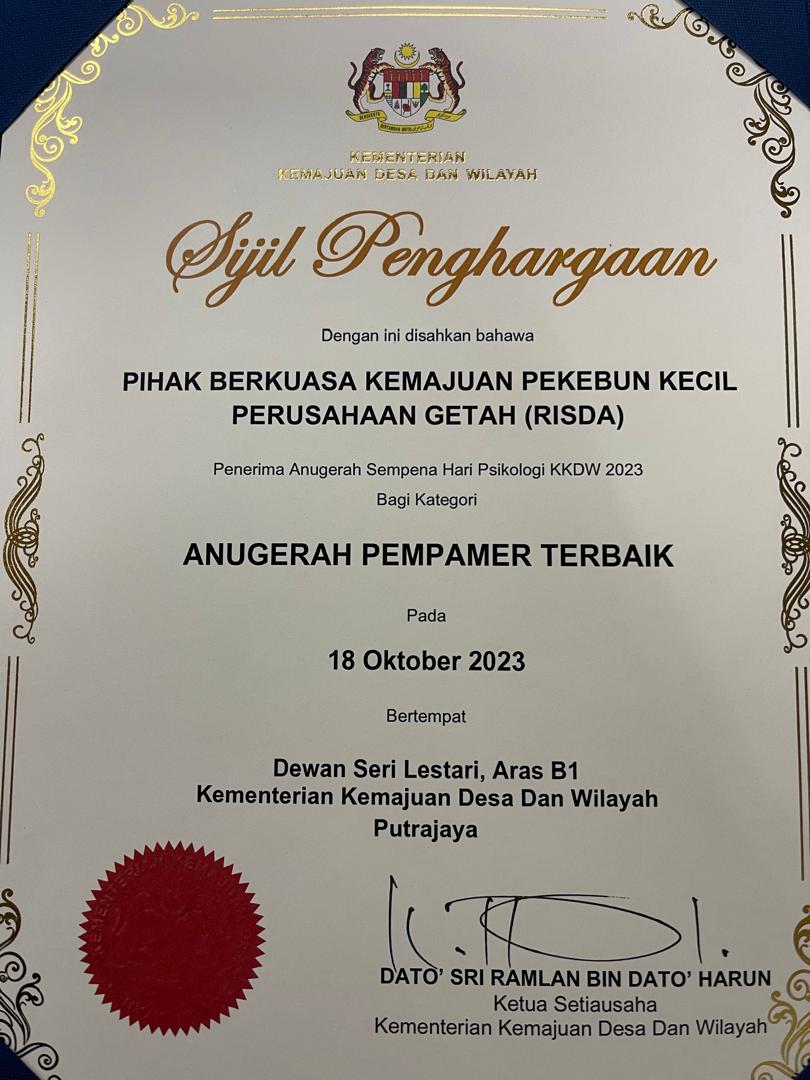 KEMENTERIAN
KEMAJUAN DESA DAN WILAYAH
Sijil Penghargaan
Dengan ini disahkan bahawa
PIHAK BERKUASA KEMAJUAN PEKEBUN KECIL
PERUSAHAAN GETAH (RISDA)
Penerima Anugerah Sempena Hari Psikologi KKDW 2023
Bagi Kategori
ANUGERAH PEMPAMER TERBAIK
Pada
18 Oktober 2023
Bertempat
Dewan Seri Lestari, Aras B1
Kementerian Kemajuan Desa Dan Wilayah
Putrajaya
DATO’ SRI RAMLAN BIN DATO’ HARUN
Ketua Setiausaha
Kementerian Kemajuan Desa Dan Wilayah